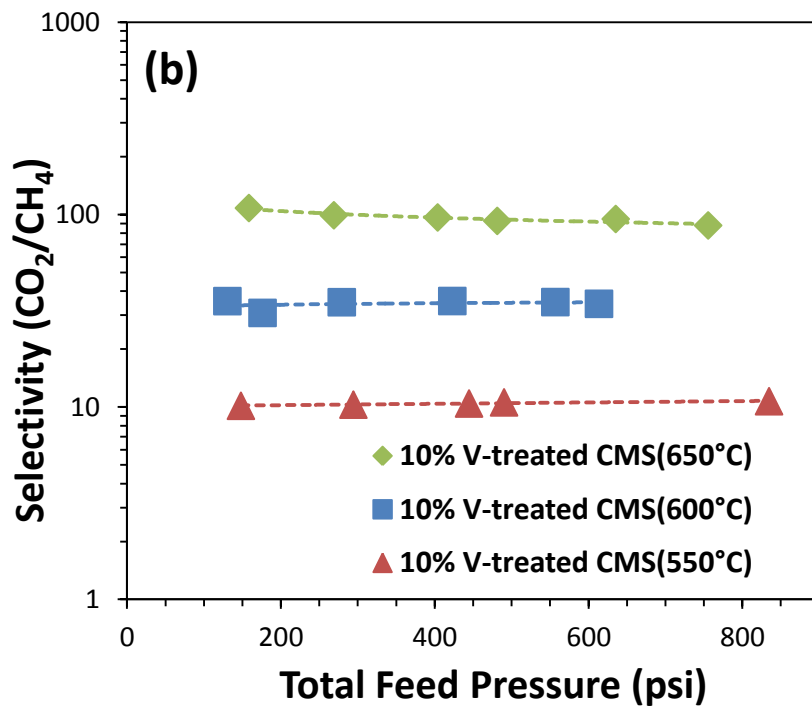 (b)
Selectivity (CO₂/CH₄)
1000
100
10
1
10% V-treated CMS(650°C)
10% V-treated CMS(600°C)
10% V-treated CMS(550°C)
0 200 400 600 800
Total Feed Pressure (psi)